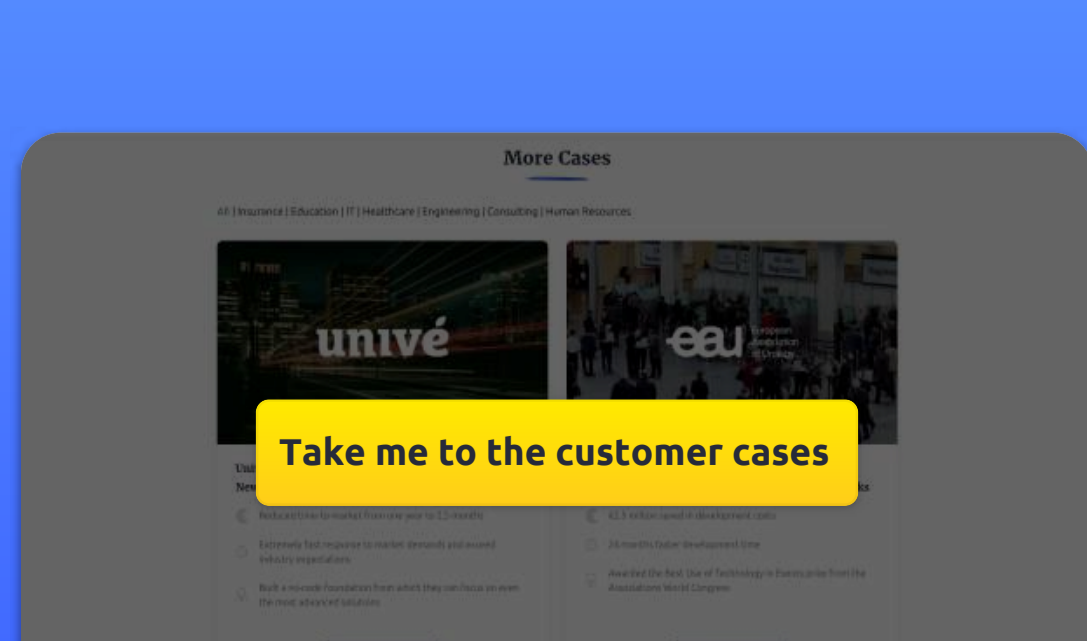 More Cases
All | Insurance | Education | IT | Healthcare | Engineering | Consulting | Human Resources
univé
eau European Association of Urology
Take me to the customer cases
Reduced time-to-market from one year to 2,5 months
€2.5 million saved in development costs
Extremely fast response to market demands and exceed
industry expectations
24 months faster development time
Built a no-code foundation from which they can focus on even
the most advanced solutions
Awarded the Best Use of Technology in Events prize from the
Associations World Congress